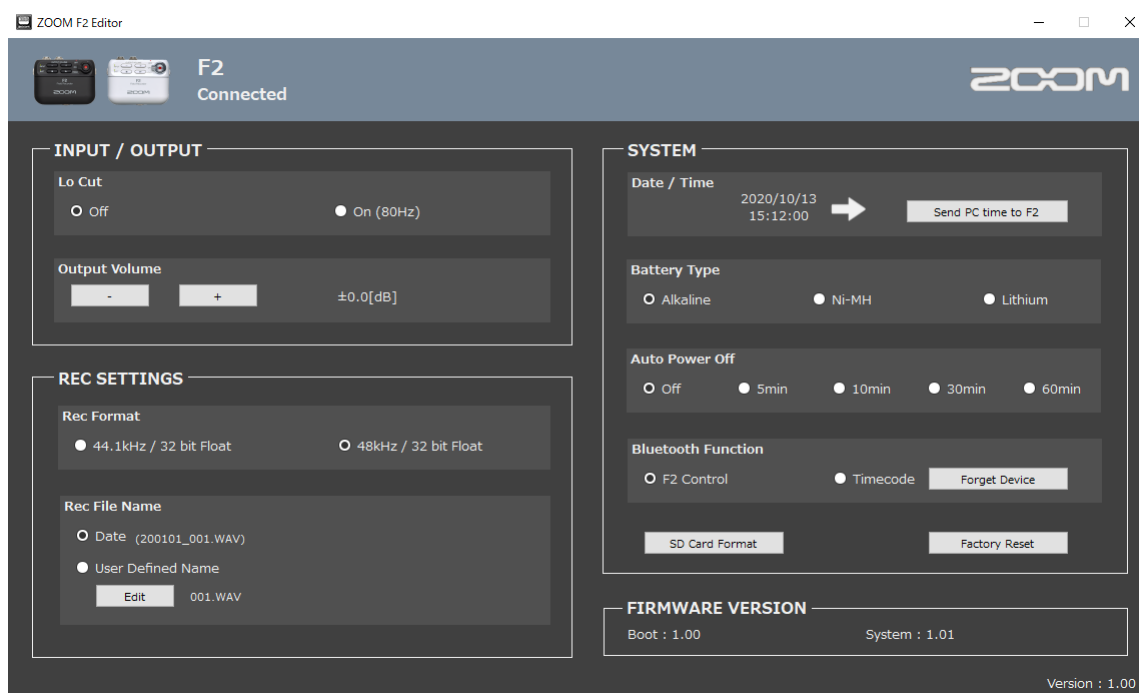 ZOOM F2 Editor
F2
Connected
ZOOM
INPUT / OUTPUT
Lo Cut
Off On (80Hz)
Output Volume
- + ±0.0[dB]
REC SETTINGS
Rec Format
44.1kHz / 32 bit Float 48kHz / 32 bit Float
Rec File Name
Date (200101_001.WAV)
User Defined Name
Edit 001.WAV
SYSTEM
Date / Time
2020/10/13
15:12:00
Send PC time to F2
Battery Type
Alkaline Ni-MH Lithium
Auto Power Off
Off 5min 10min 30min 60min
Bluetooth Function
F2 Control Timecode Forget Device
SD Card Format Factory Reset
FIRMWARE VERSION
Boot : 1.00 System : 1.01
Version : 1.00